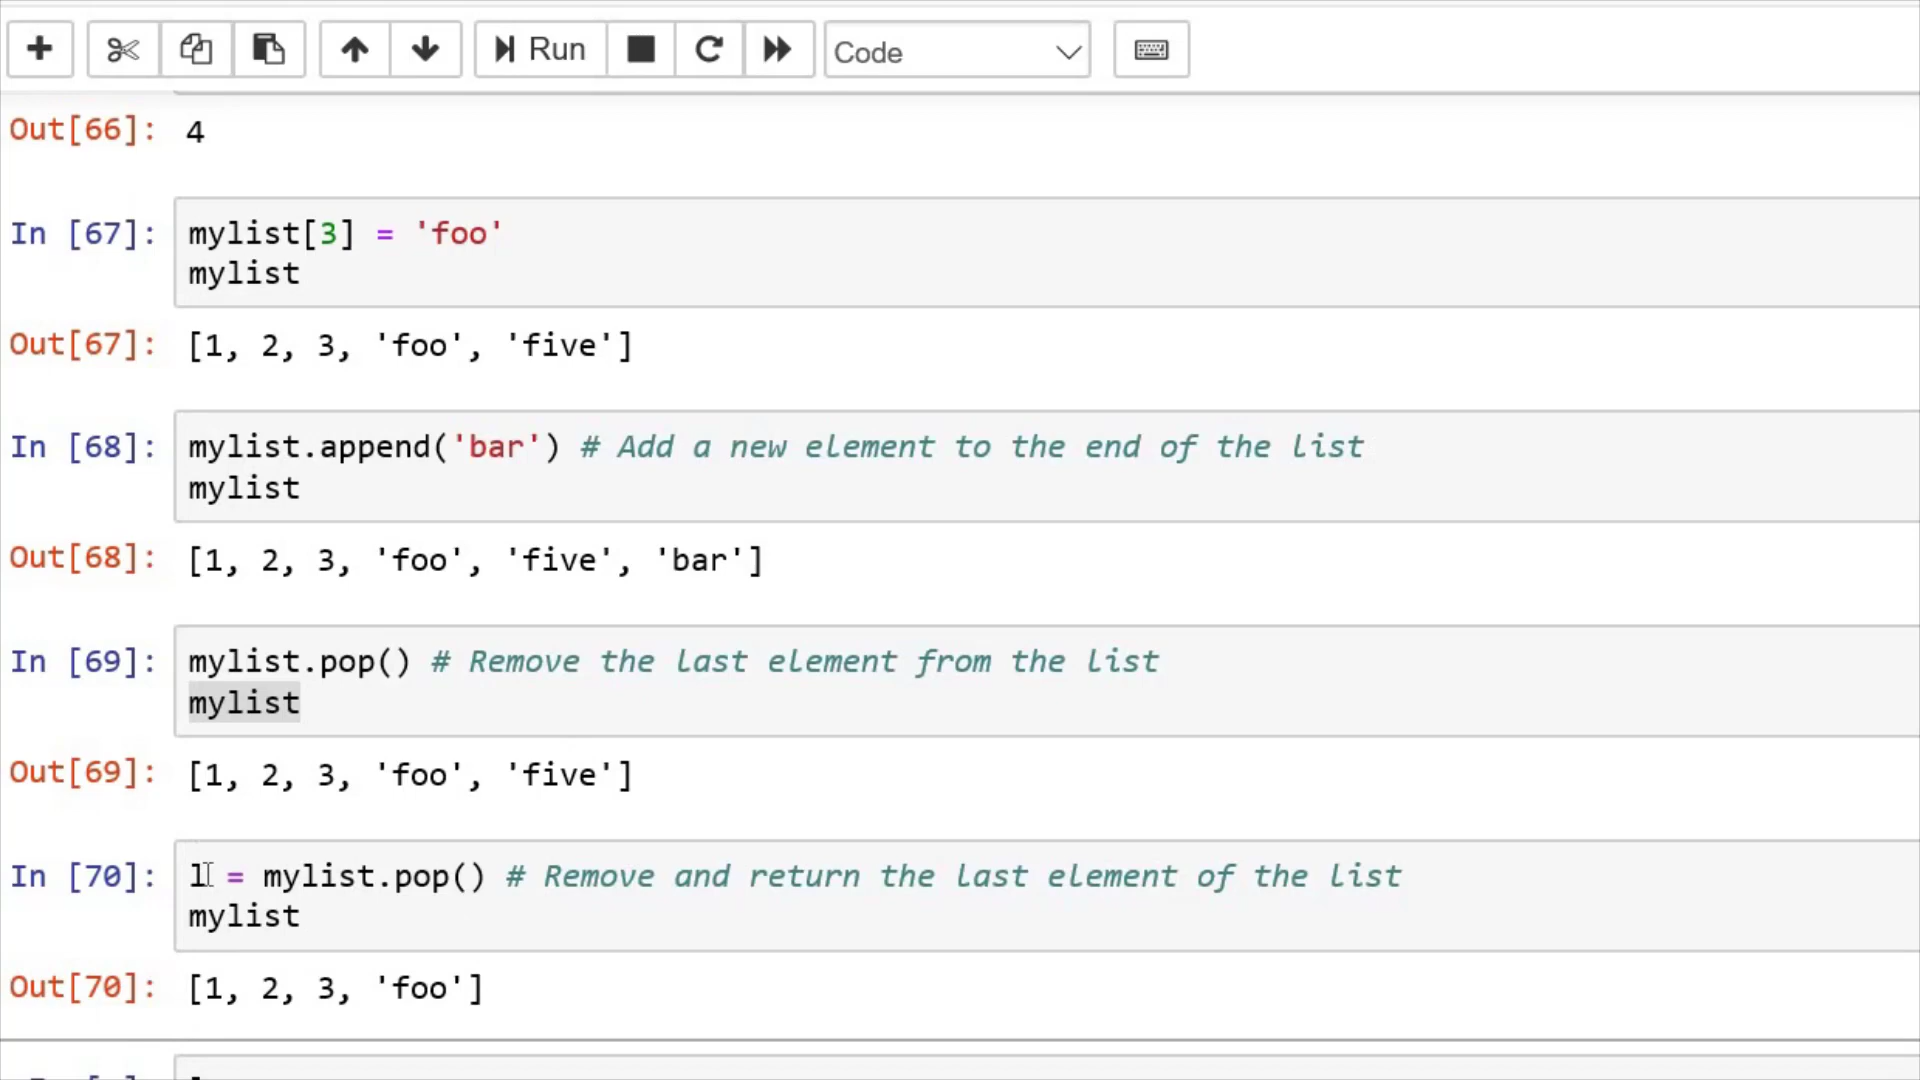 Run
Code
Out[66]: 4
In [67]: mylist[3] = 'foo'
mylist
Out[67]: [1, 2, 3, 'foo', 'five']
In [68]: mylist.append('bar') # Add a new element to the end of the list
mylist
Out[68]: [1, 2, 3, 'foo', 'five', 'bar']
In [69]: mylist.pop() # Remove the last element from the list
mylist
Out[69]: [1, 2, 3, 'foo', 'five']
In [70]: l = mylist.pop() # Remove and return the last element of the list
mylist
Out[70]: [1, 2, 3, 'foo']